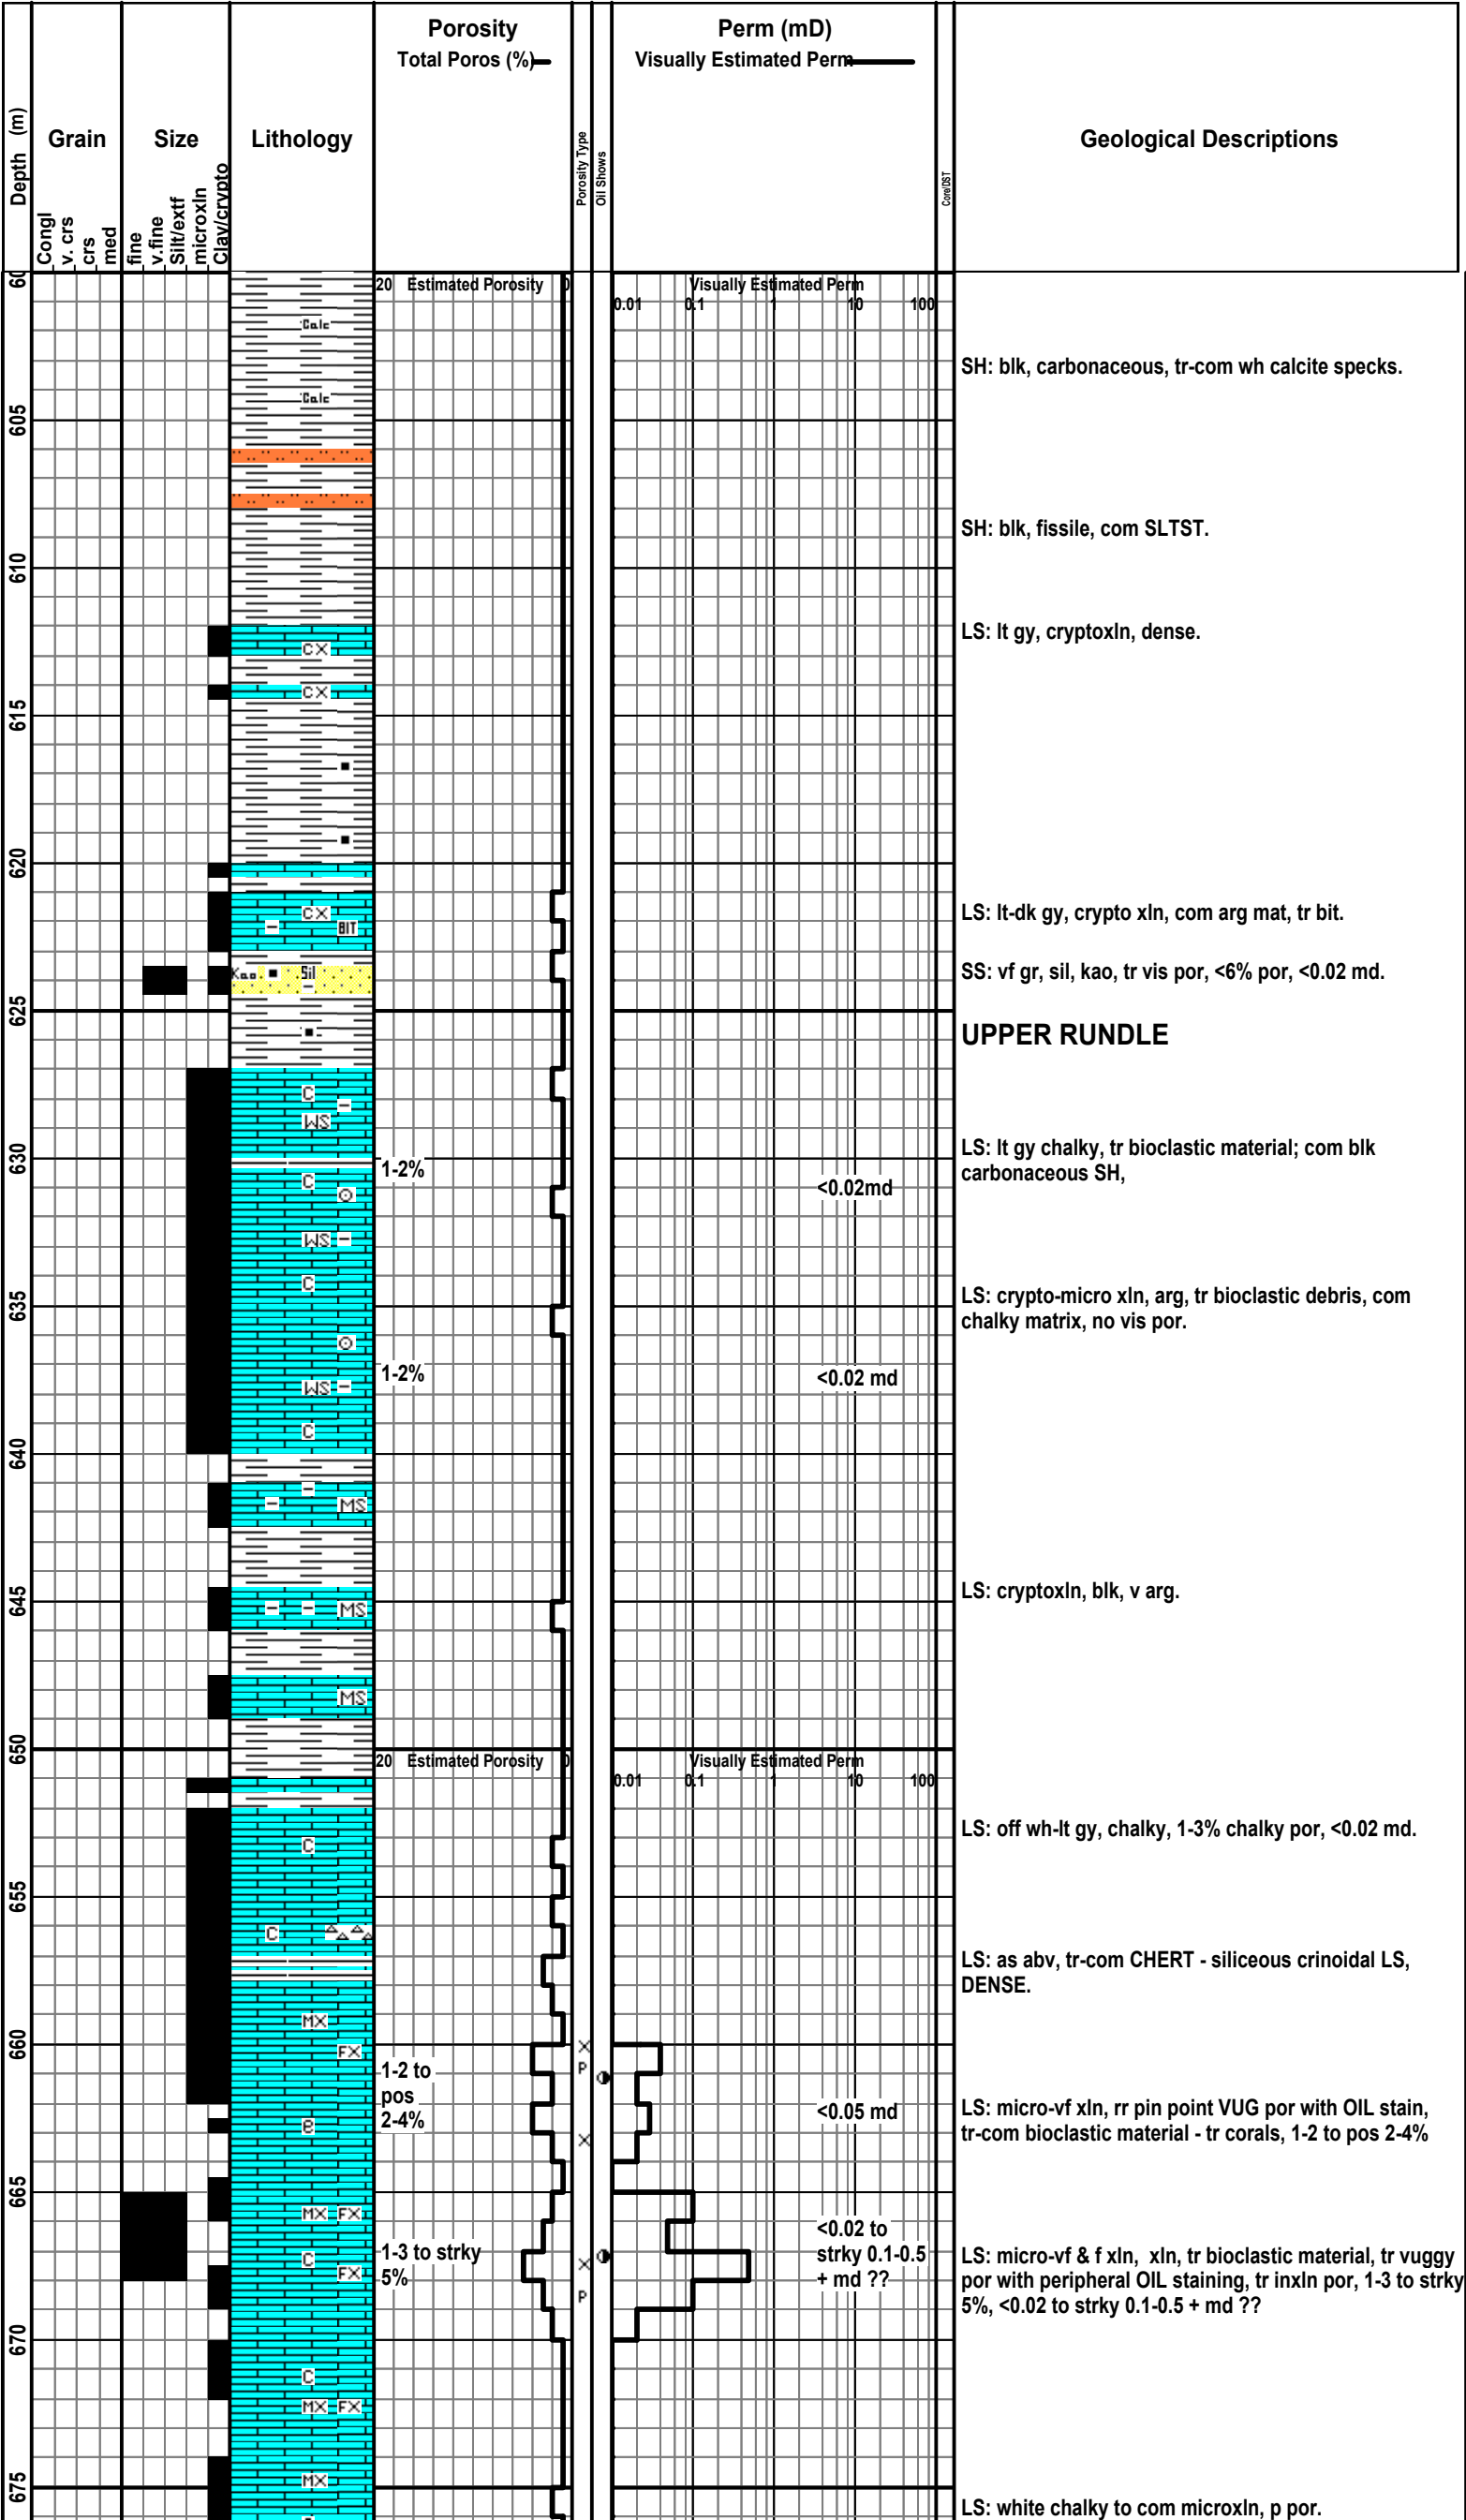 Porosity
Total Poros (%)
Perm (mD)
Visually Estimated Perm
Depth (m)
Grain
Size
Lithology
Porosity Type
Oil Shows
Core/DST
Geological Descriptions
Congl
v. crs
crs
med
fine
v.fine
Silt/extf
microxln
Clay/crypto
60
20 Estimated Porosity 0
Visually Estimated Perm
0.01 0.1 1 10 100
Calc
SH: blk, carbonaceous, tr-com wh calcite specks.
Calc
605
SH: blk, fissile, com SLTST.
610
LS: lt gy, cryptoxln, dense.
CX
CX
615
620
LS: lt-dk gy, crypto xln, com arg mat, tr bit.
CX
BIT
SS: vf gr, sil, kao, tr vis por, <6% por, <0.02 md.
Kao Sil
625
UPPER RUNDLE
C
WS
630
1-2%
LS: lt gy chalky, tr bioclastic material; com blk
carbonaceous SH,
C
<0.02md
WS
C
635
LS: crypto-micro xln, arg, tr bioclastic debris, com
chalky matrix, no vis por.
1-2%
<0.02 md
WS
C
640
MS
645
LS: cryptoxln, blk, v arg.
MS
MS
650
20 Estimated Porosity 0
Visually Estimated Perm
0.01 0.1 1 10 100
LS: off wh-lt gy, chalky, 1-3% chalky por, <0.02 md.
C
655
C
LS: as abv, tr-com CHERT - siliceous crinoidal LS,
DENSE.
MX
660
FX
X
P
1-2 to
pos
2-4%
<0.05 md
LS: micro-vf xln, rr pin point VUG por with OIL stain,
tr-com bioclastic material - tr corals, 1-2 to pos 2-4%
e
X
665
MX FX
<0.02 to
strky 0.1-0.5
+ md ??
1-3 to strky
5%
C
X
FX
P
LS: micro-vf & f xln, xln, tr bioclastic material, tr vuggy
por with peripheral OIL staining, tr inxln por, 1-3 to strky
5%, <0.02 to strky 0.1-0.5 + md ??
670
C
MX FX
675
MX
LS: white chalky to com microxln, p por.